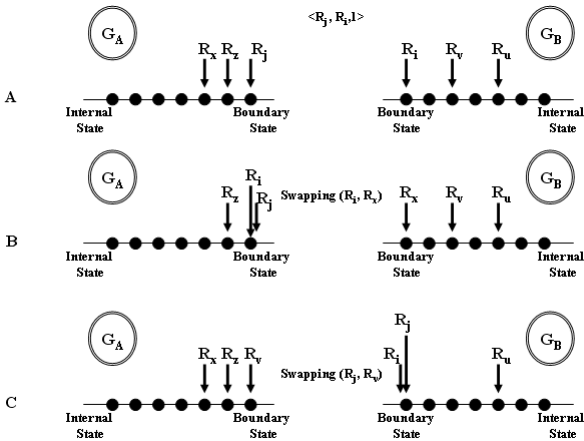 <Rj, Ri,1>
GA
GB
Rx Rz Rj
Ri Rv Ru
A
Internal State
Boundary State
Boundary State
Internal State
GA
GB
Ri
Rz
Rj
Swapping (Ri, Rx)
Rx Rv Ru
B
Internal State
Boundary State
Boundary State
Internal State
GA
GB
Rj
Rx Rz Rv
Ri
Ru
Swapping (Rj, Rv)
C
Internal State
Boundary State
Boundary State
Internal State